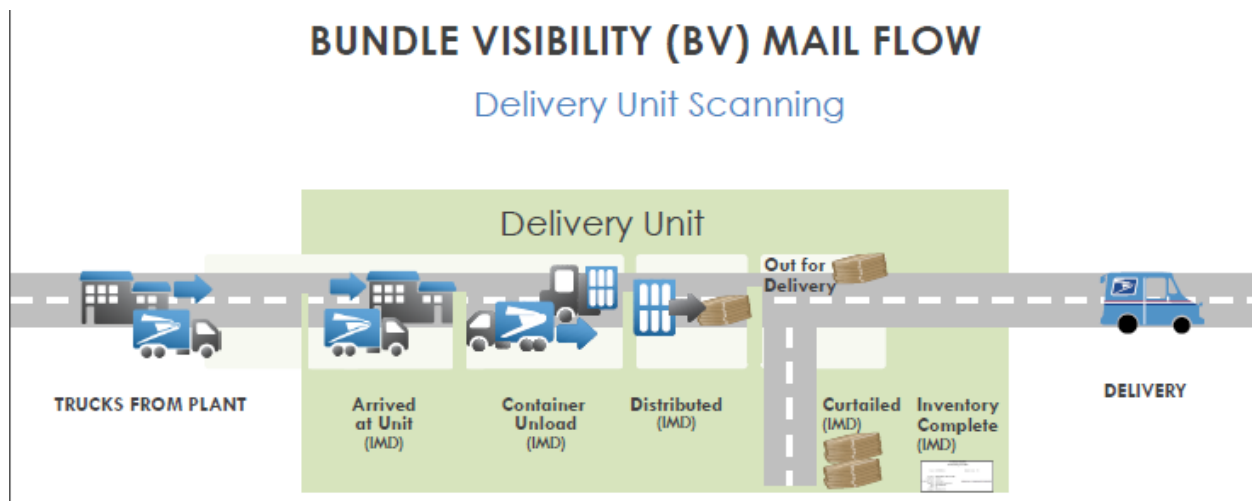 BUNDLE VISIBILITY (BV) MAIL FLOW
Delivery Unit Scanning
Delivery Unit
Out for
Delivery
TRUCKS FROM PLANT
Arrived
at Unit
(IMD)
Container
Unload
(IMD)
Distributed
(IMD)
Curtailed
(IMD)
Inventory
Complete
(IMD)
DELIVERY